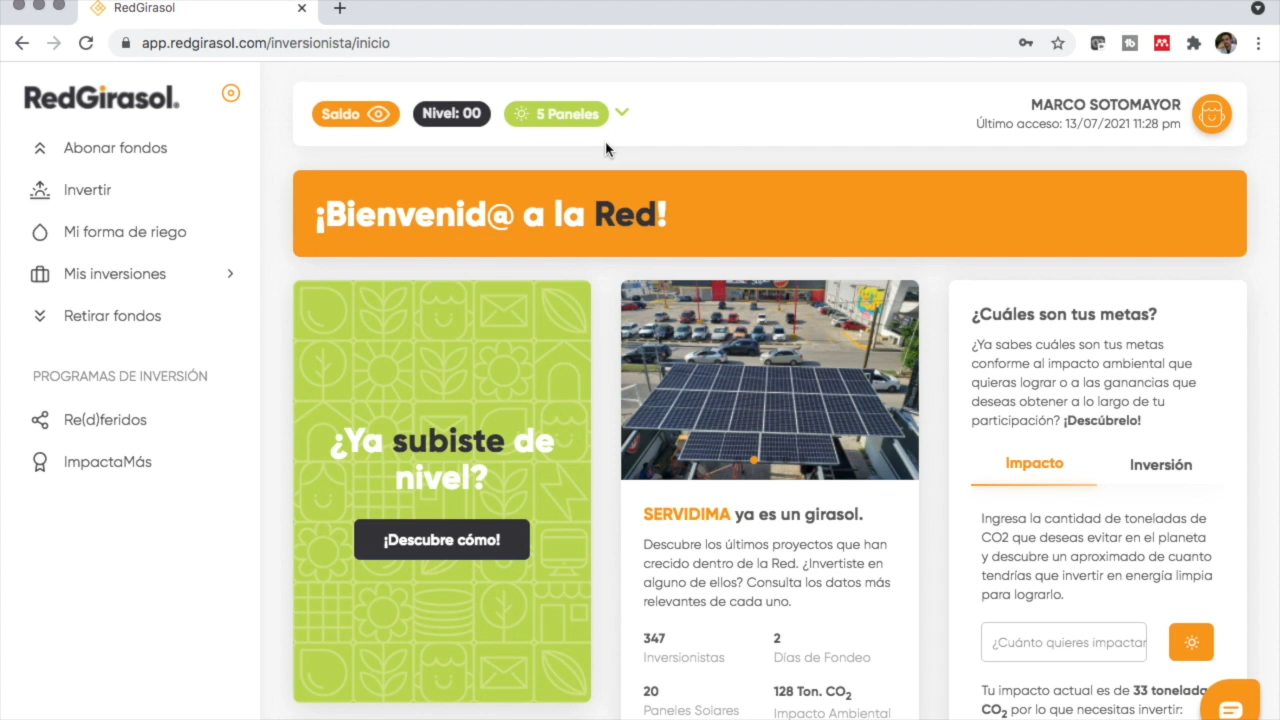 RedGirasol
app.redgirasol.com/inversionista/inicio
RedGirasol.
Abonar fondos
Invertir
Mi forma de riego
Mis inversiones
Retirar fondos
PROGRAMAS DE INVERSIÓN
Re(d)feridos
ImpactaMás
Saldo
Nivel: 00
5 Paneles
MARCO SOTOMAYOR
Último acceso: 13/07/2021 11:28 pm
¡Bienvenid@ a la Red!
¿Ya subiste de
nivel?
¡Descubre cómo!
SERVIDIMA ya es un girasol.
Descubre los últimos proyectos que han
crecido dentro de la Red. ¿Invertiste en
alguno de ellos? Consulta los datos más
relevantes de cada uno.
347
Inversionistas
2
Días de Fondeo
20
Paneles Solares
128 Ton. CO2
Impacto Ambiental
¿Cuáles son tus metas?
¿Ya sabes cuáles son tus metas
conforme al impacto ambiental que
quieras lograr o a las ganancias que
deseas obtener a lo largo de tu
participación? ¡Descúbrelo!
Impacto
Inversión
Ingresa la cantidad de toneladas de
CO2 que deseas evitar en el planeta
y descubre un aproximado de cuanto
tendrías que invertir en energía limpia
para lograrlo.
¿Cuánto quieres impactar
Tu impacto actual es de 33 tonelada
CO2 por lo que necesitas invertir: